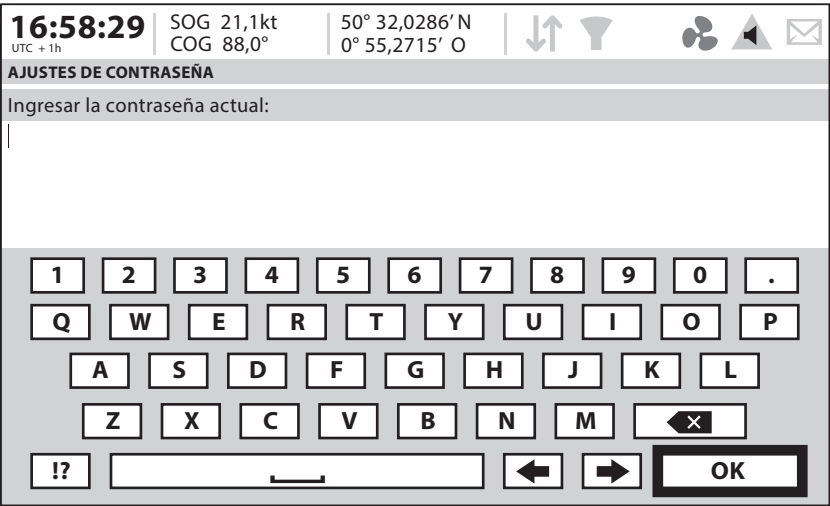 16:58:29 SOG 21,1kt 50° 32,0286′ N
UTC + 1h COG 88,0° 0° 55,2715′ O
AJUSTES DE CONTRASEÑA
Ingresar la contraseña actual:
1 2 3 4 5 6 7 8 9 0 .
Q W E R T Y U I O P
A S D F G H J K L
Z X C V B N M
!? OK